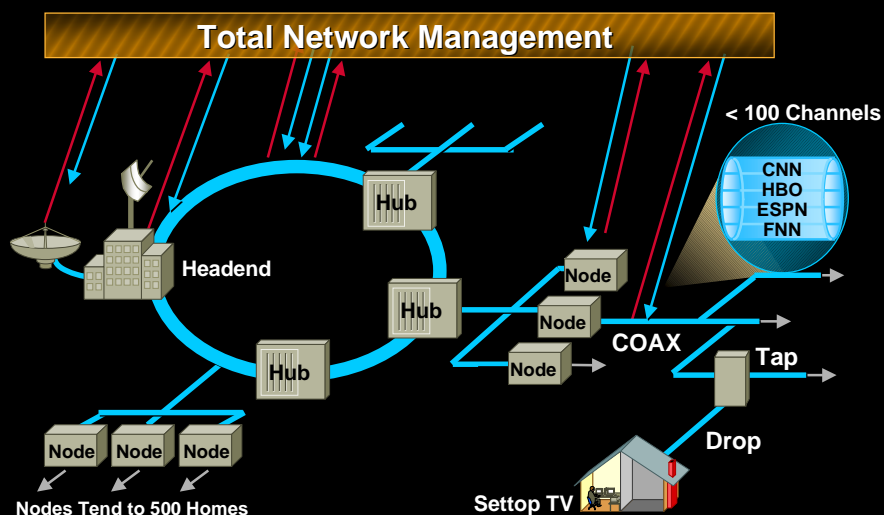 Total Network Management
< 100 Channels
CNN
HBO
ESPN
FNN
Hub
Headend
Node
Hub
Node
COAX
Node
Tap
Hub
Drop
Node
Node
Node
Settop TV
Nodes Tend to 500 Homes